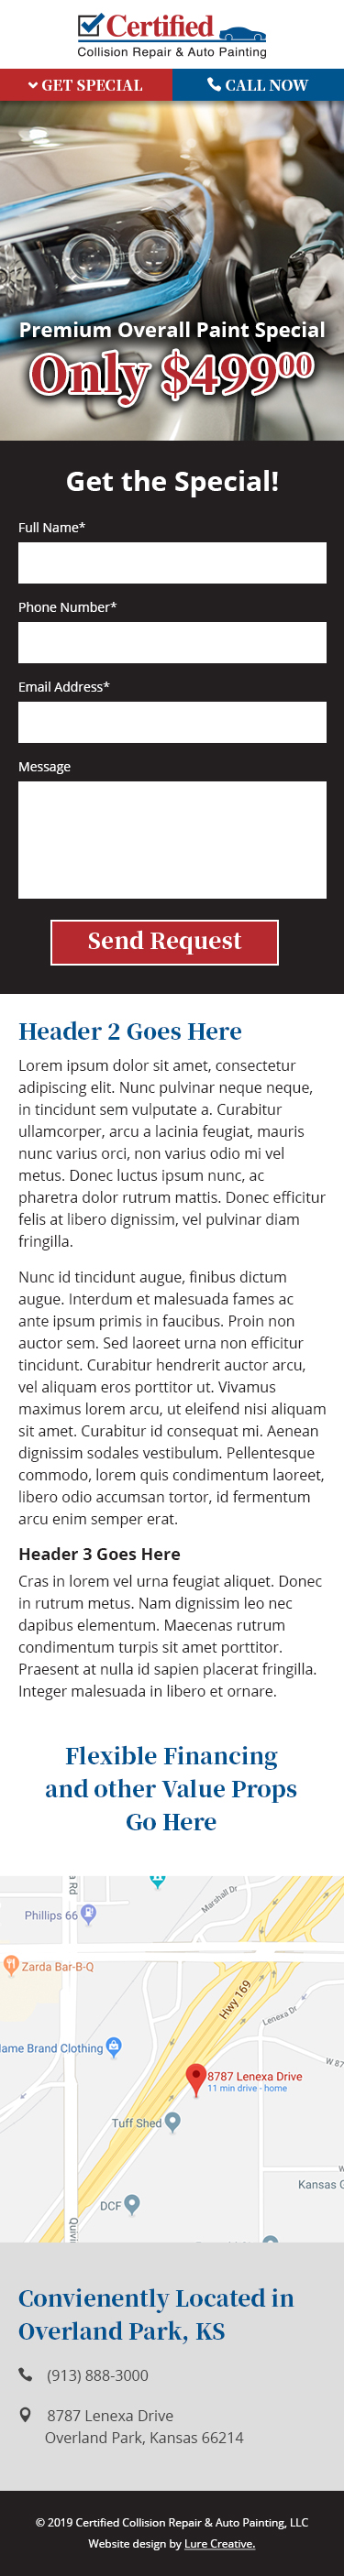 Certified
Collision Repair & Auto Painting
GET SPECIAL
CALL NOW
Premium Overall Paint Special
Only $499⁰⁰
Get the Special!
Full Name*
Phone Number*
Email Address*
Message
Send Request
Header 2 Goes Here
Lorem ipsum dolor sit amet, consectetur
adipiscing elit. Nunc pulvinar neque neque,
in tincidunt sem vulputate a. Curabitur
ullamcorper, arcu a lacinia feugiat, mauris
nunc varius orci, non varius odio mi vel
metus. Donec luctus ipsum nunc, ac
pharetra dolor rutrum mattis. Donec efficitur
felis at libero dignissim, vel pulvinar diam
fringilla.
Nunc id tincidunt augue, finibus dictum
augue. Interdum et malesuada fames ac
ante ipsum primis in faucibus. Proin non
auctor sem. Sed laoreet urna non efficitur
tincidunt. Curabitur hendrerit auctor arcu,
vel aliquam eros porttitor ut. Vivamus
maximus lorem arcu, ut eleifend nisi aliquam
sit amet. Curabitur id consequat mi. Aenean
dignissim sodales vestibulum. Pellentesque
commodo, lorem quis condimentum laoreet,
libero odio accumsan tortor, id fermentum
arcu enim semper erat.
Header 3 Goes Here
Cras in lorem vel urna feugiat aliquet. Donec
in rutrum metus. Nam dignissim leo nec
dapibus elementum. Maecenas rutrum
condimentum turpis sit amet porttitor.
Praesent at nulla id sapien placerat fringilla.
Integer malesuada in libero et ornare.
Flexible Financing
and other Value Props
Go Here
a Rd
Marshall Dr
Phillips 66
Zarda Bar-B-Q
Hwy 169
Lenexa Dr
ame Brand Clothing
W 87
8787 Lenexa Drive
11 min drive - home
Tuff Shed
W
Kansas C
DCF
Quivi
Convienently Located in
Overland Park, KS
(913) 888-3000
8787 Lenexa Drive
Overland Park, Kansas 66214
© 2019 Certified Collision Repair & Auto Painting, LLC
Website design by Lure Creative.